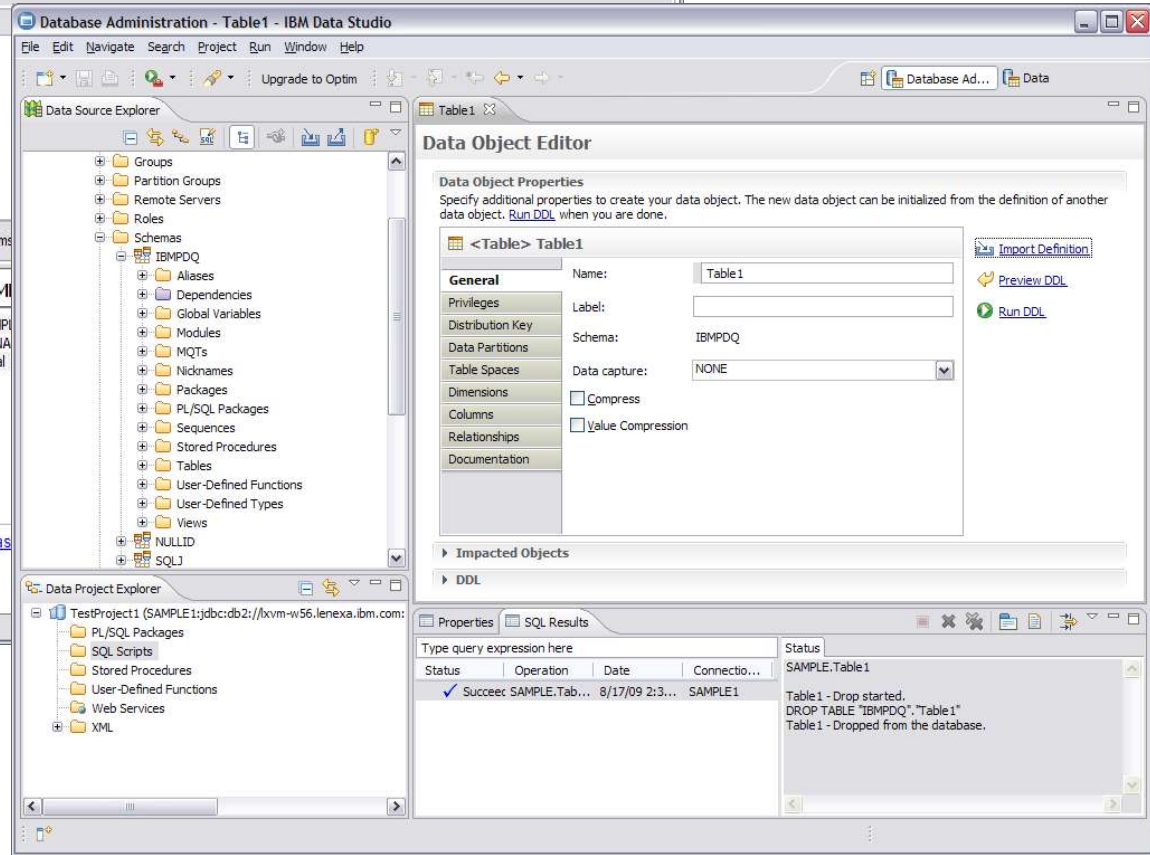 Database Administration - Table1 - IBM Data Studio
File Edit Navigate Search Project Run Window Help
Upgrade to Optim
Database Ad...
Data
Data Source Explorer
Groups
Partition Groups
Remote Servers
Roles
Schemas
IBMPDQ
Aliases
Dependencies
Global Variables
Modules
MQTs
Nicknames
Packages
PL/SQL Packages
Sequences
Stored Procedures
Tables
User-Defined Functions
User-Defined Types
Views
NULLID
SQLJ
Table1
Data Object Editor
Data Object Properties
Specify additional properties to create your data object. The new data object can be initialized from the definition of another
data object. Run DDL when you are done.
<Table> Table1
General
Privileges
Distribution Key
Data Partitions
Table Spaces
Dimensions
Columns
Relationships
Documentation
Name: Table1
Label:
Schema: IBMPDQ
Data capture: NONE
Compress
Value Compression
Import Definition
Preview DDL
Run DDL
Impacted Objects
DDL
Data Project Explorer
TestProject1 (SAMPLE1:jdbc:db2://lxvm-w56.lenexa.ibm.com:
PL/SQL Packages
SQL Scripts
Stored Procedures
User-Defined Functions
Web Services
XML
Properties
SQL Results
Type query expression here
Status Operation Date Connectio...
Succeec SAMPLE.Tab... 8/17/09 2:3... SAMPLE1
Status
SAMPLE.Table1
Table1 - Drop started.
DROP TABLE "IBMPDQ"."Table1"
Table1 - Dropped from the database.